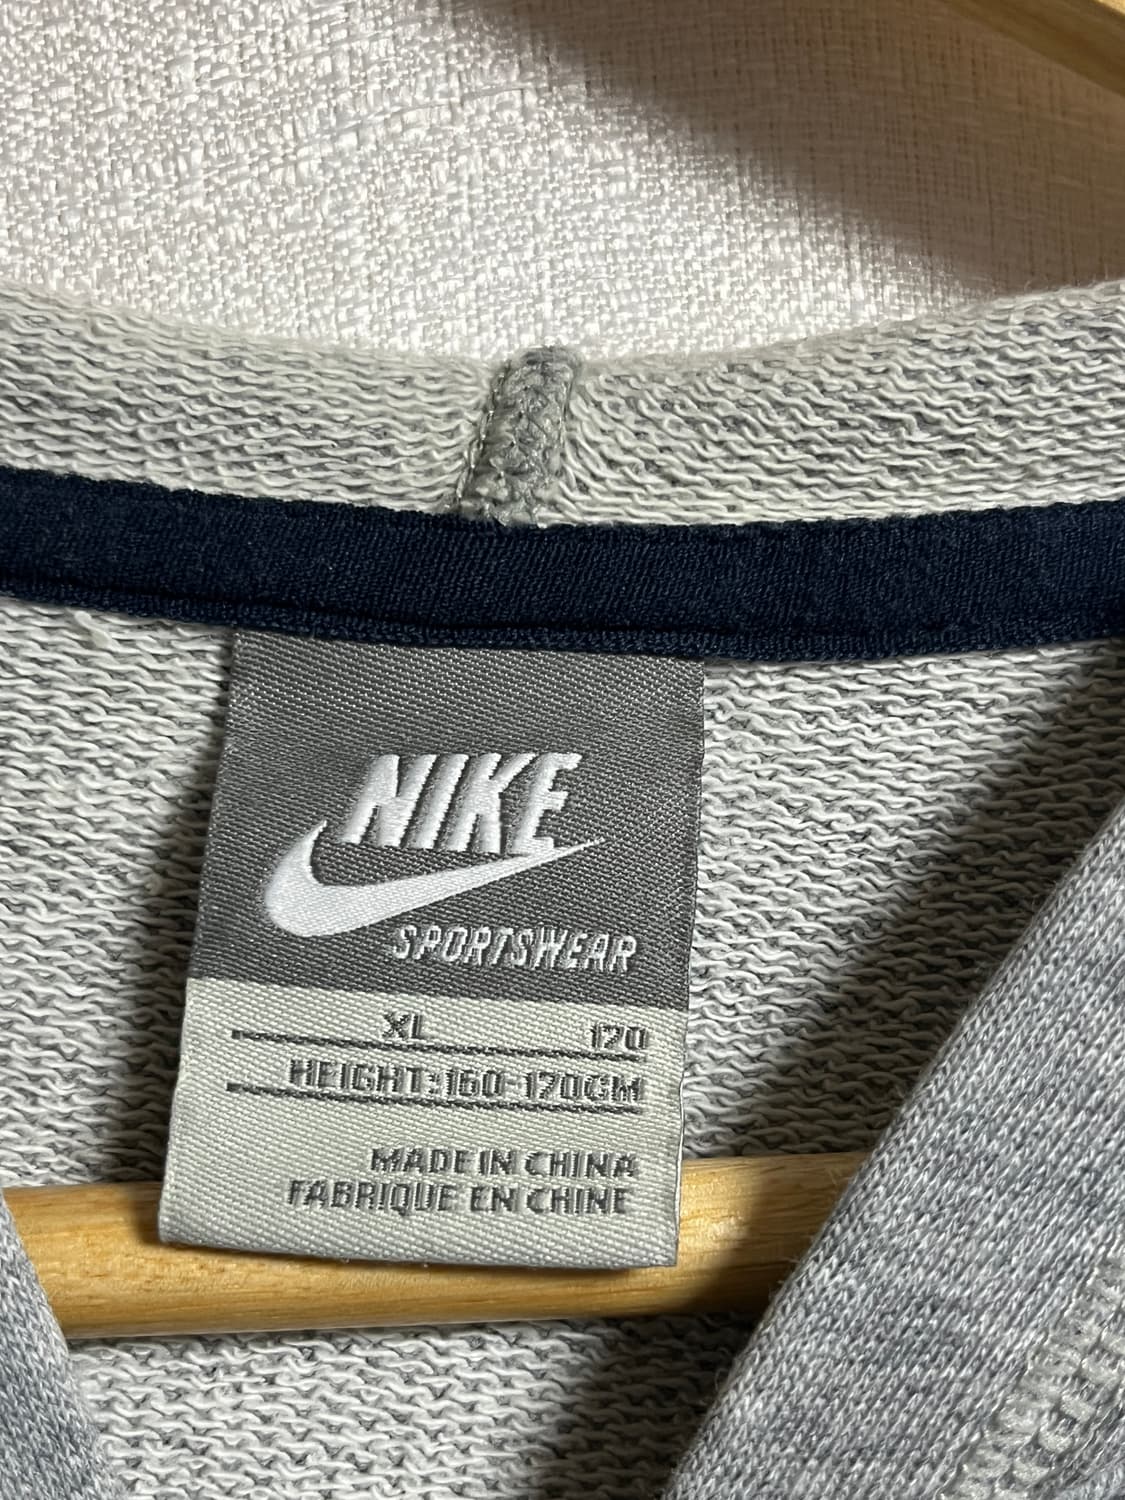 NIKE
SPORTSWEAR
XL 170
HEIGHT:160-170CM
MADE IN CHINA
FABRIQUE EN CHINE